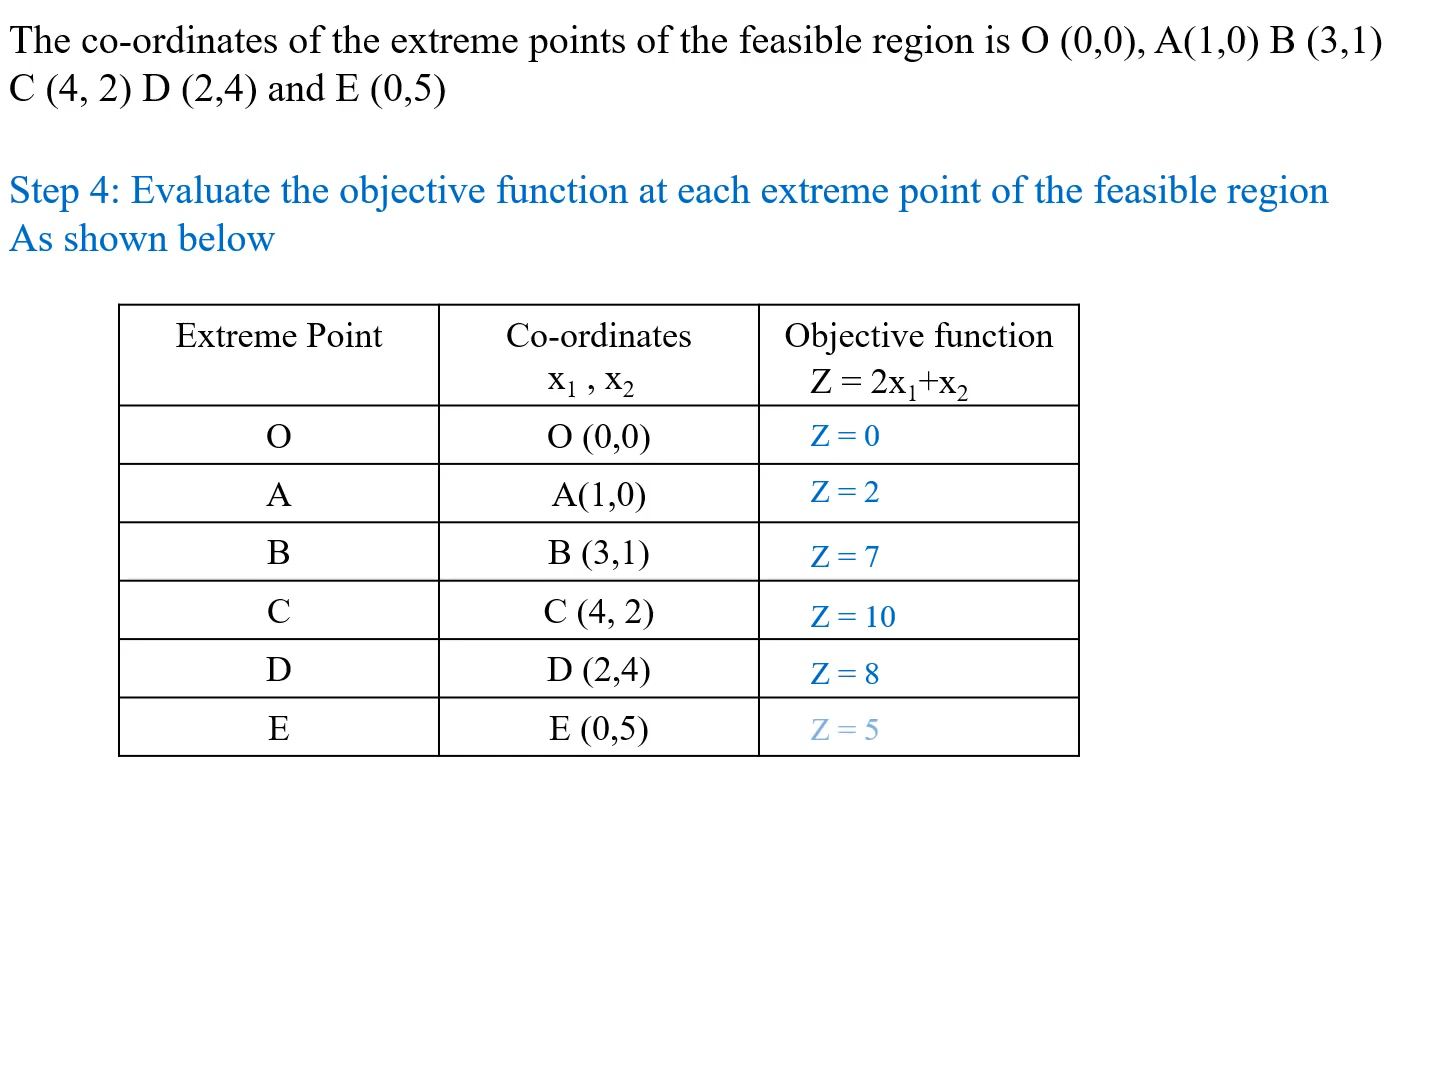 The co-ordinates of the extreme points of the feasible region is O (0,0), A(1,0) B (3,1)
C (4, 2) D (2,4) and E (0,5)
Step 4: Evaluate the objective function at each extreme point of the feasible region
As shown below
Extreme Point Co-ordinates Objective function
x₁ , x₂ Z = 2x₁+x₂
O O (0,0) Z = 0
A A(1,0) Z = 2
B B (3,1) Z = 7
C C (4, 2) Z = 10
D D (2,4) Z = 8
E E (0,5) Z = 5